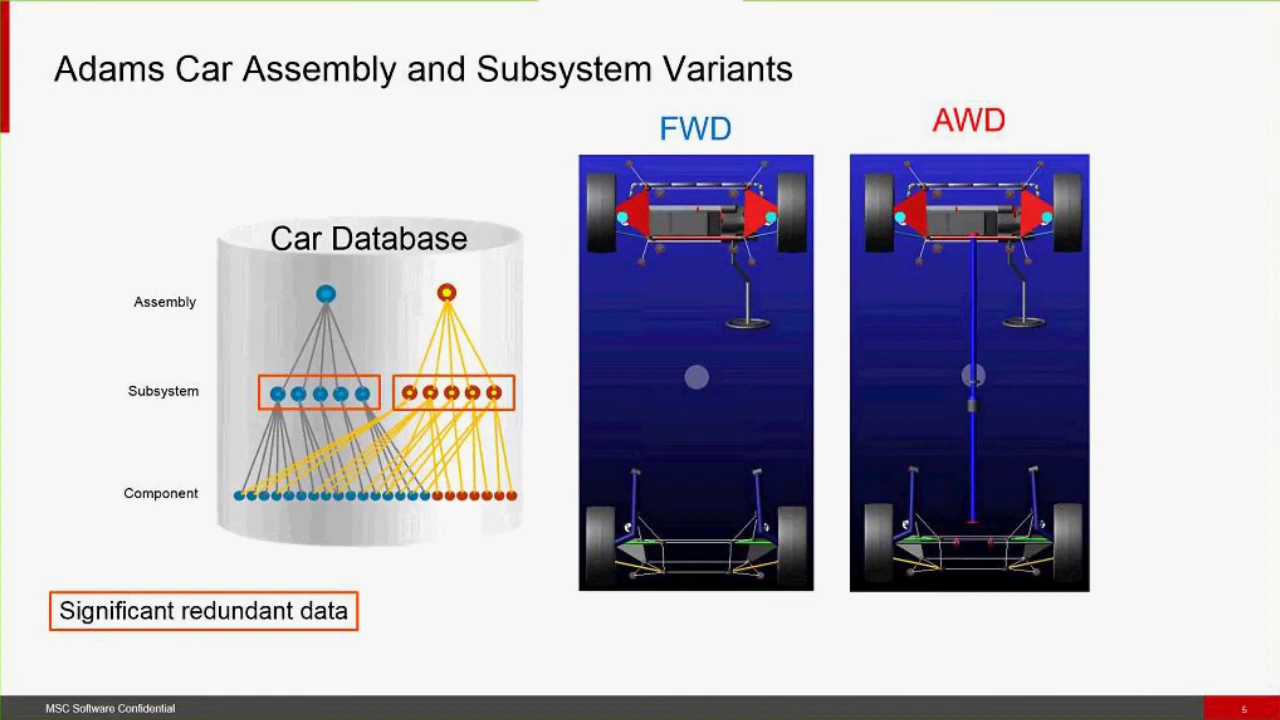 Adams Car Assembly and Subsystem Variants
FWD
AWD
Car Database
Assembly
Subsystem
Component
Significant redundant data
MSC Software Confidential
5